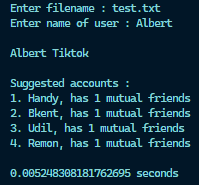 Enter filename : test.txt
Enter name of user : Albert
Albert Tiktok
Suggested accounts :
1. Handy, has 1 mutual friends
2. Bkent, has 1 mutual friends
3. Udil, has 1 mutual friends
4. Remon, has 1 mutual friends
0.005248308181762695 seconds